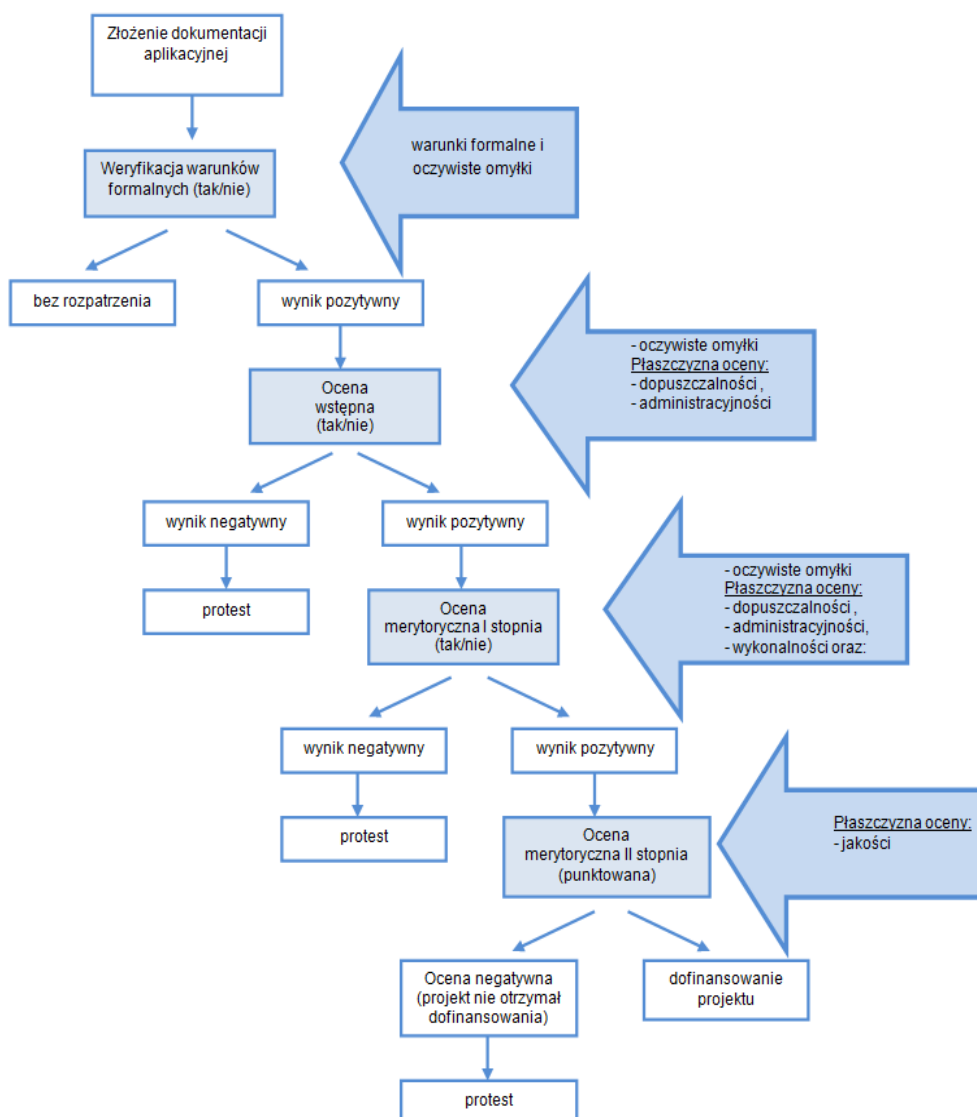 Złożenie dokumentacji
aplikacyjnej
warunki formalne i
oczywiste omyłki
Weryfikacja warunków
formalnych (tak/nie)
bez rozpatrzenia
wynik pozytywny
- oczywiste omyłki
Płaszczyzna oceny:
- dopuszczalności ,
- administracyjności
Ocena
wstępna
(tak/nie)
wynik negatywny
wynik pozytywny
- oczywiste omyłki
Płaszczyzna oceny:
- dopuszczalności ,
- administracyjności,
- wykonalności oraz:
protest
Ocena
merytoryczna I stopnia
(tak/nie)
wynik negatywny
wynik pozytywny
Płaszczyzna oceny:
- jakości
protest
Ocena
merytoryczna II stopnia
(punktowana)
Ocena negatywna
(projekt nie otrzymał
dofinansowania)
dofinansowanie
projektu
protest